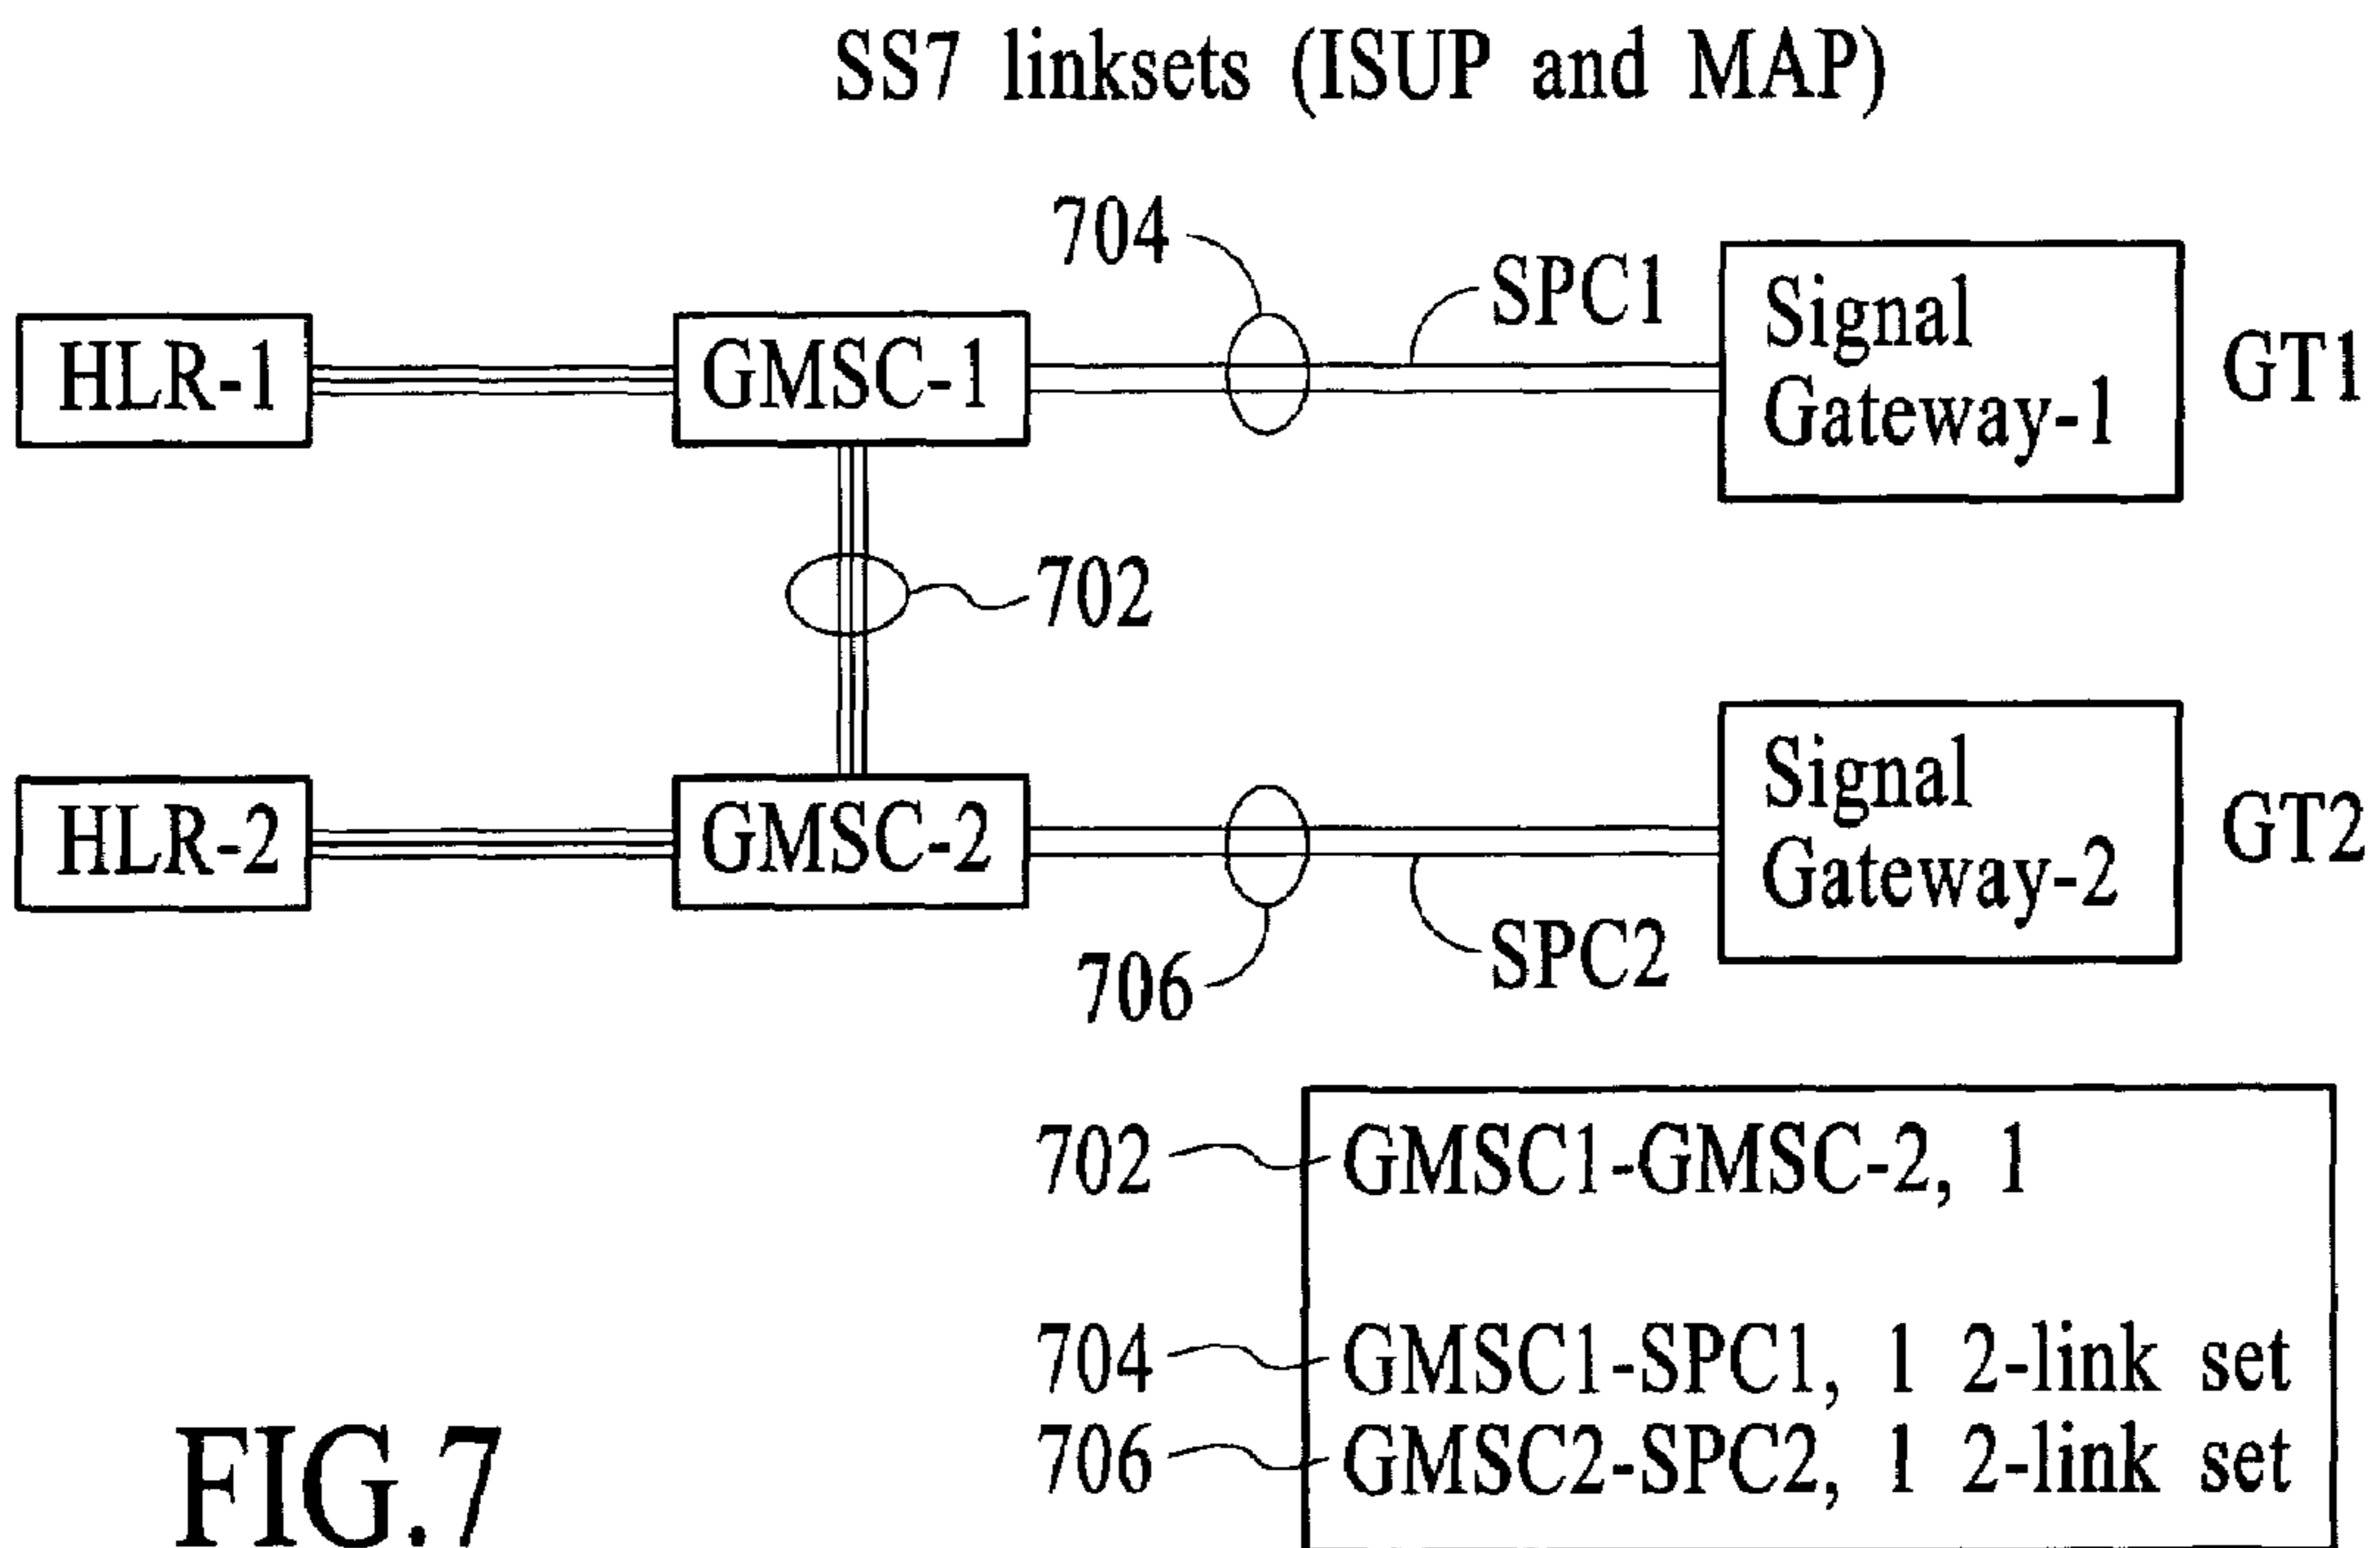 SS7 linksets (ISUP and MAP)
704
SPC1
HLR-1
GMSC-1
Signal
Gateway-1
GT1
702
HLR-2
GMSC-2
Signal
Gateway-2
GT2
706
SPC2
702 GMSC1-GMSC-2, 1
704 GMSC1-SPC1, 1 2-link set
706 GMSC2-SPC2, 1 2-link set
FIG.7